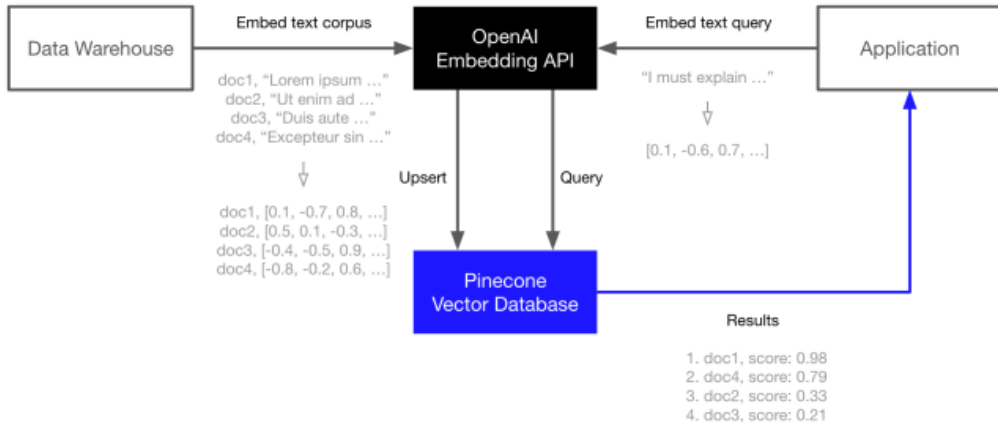 Embed text corpus
Embed text query
Data Warehouse
OpenAI
Embedding API
Application
doc1, “Lorem ipsum …”
doc2, “Ut enim ad …”
doc3, “Duis aute …”
doc4, “Excepteur sin …”
“I must explain …”
[0.1, -0.6, 0.7, …]
Upsert
Query
doc1, [0.1, -0.7, 0.8, …]
doc2, [0.5, 0.1, -0.3, …]
doc3, [-0.4, -0.5, 0.9, …]
doc4, [-0.8, -0.2, 0.6, …]
Pinecone
Vector Database
Results
1. doc1, score: 0.98
2. doc4, score: 0.79
3. doc2, score: 0.33
4. doc3, score: 0.21